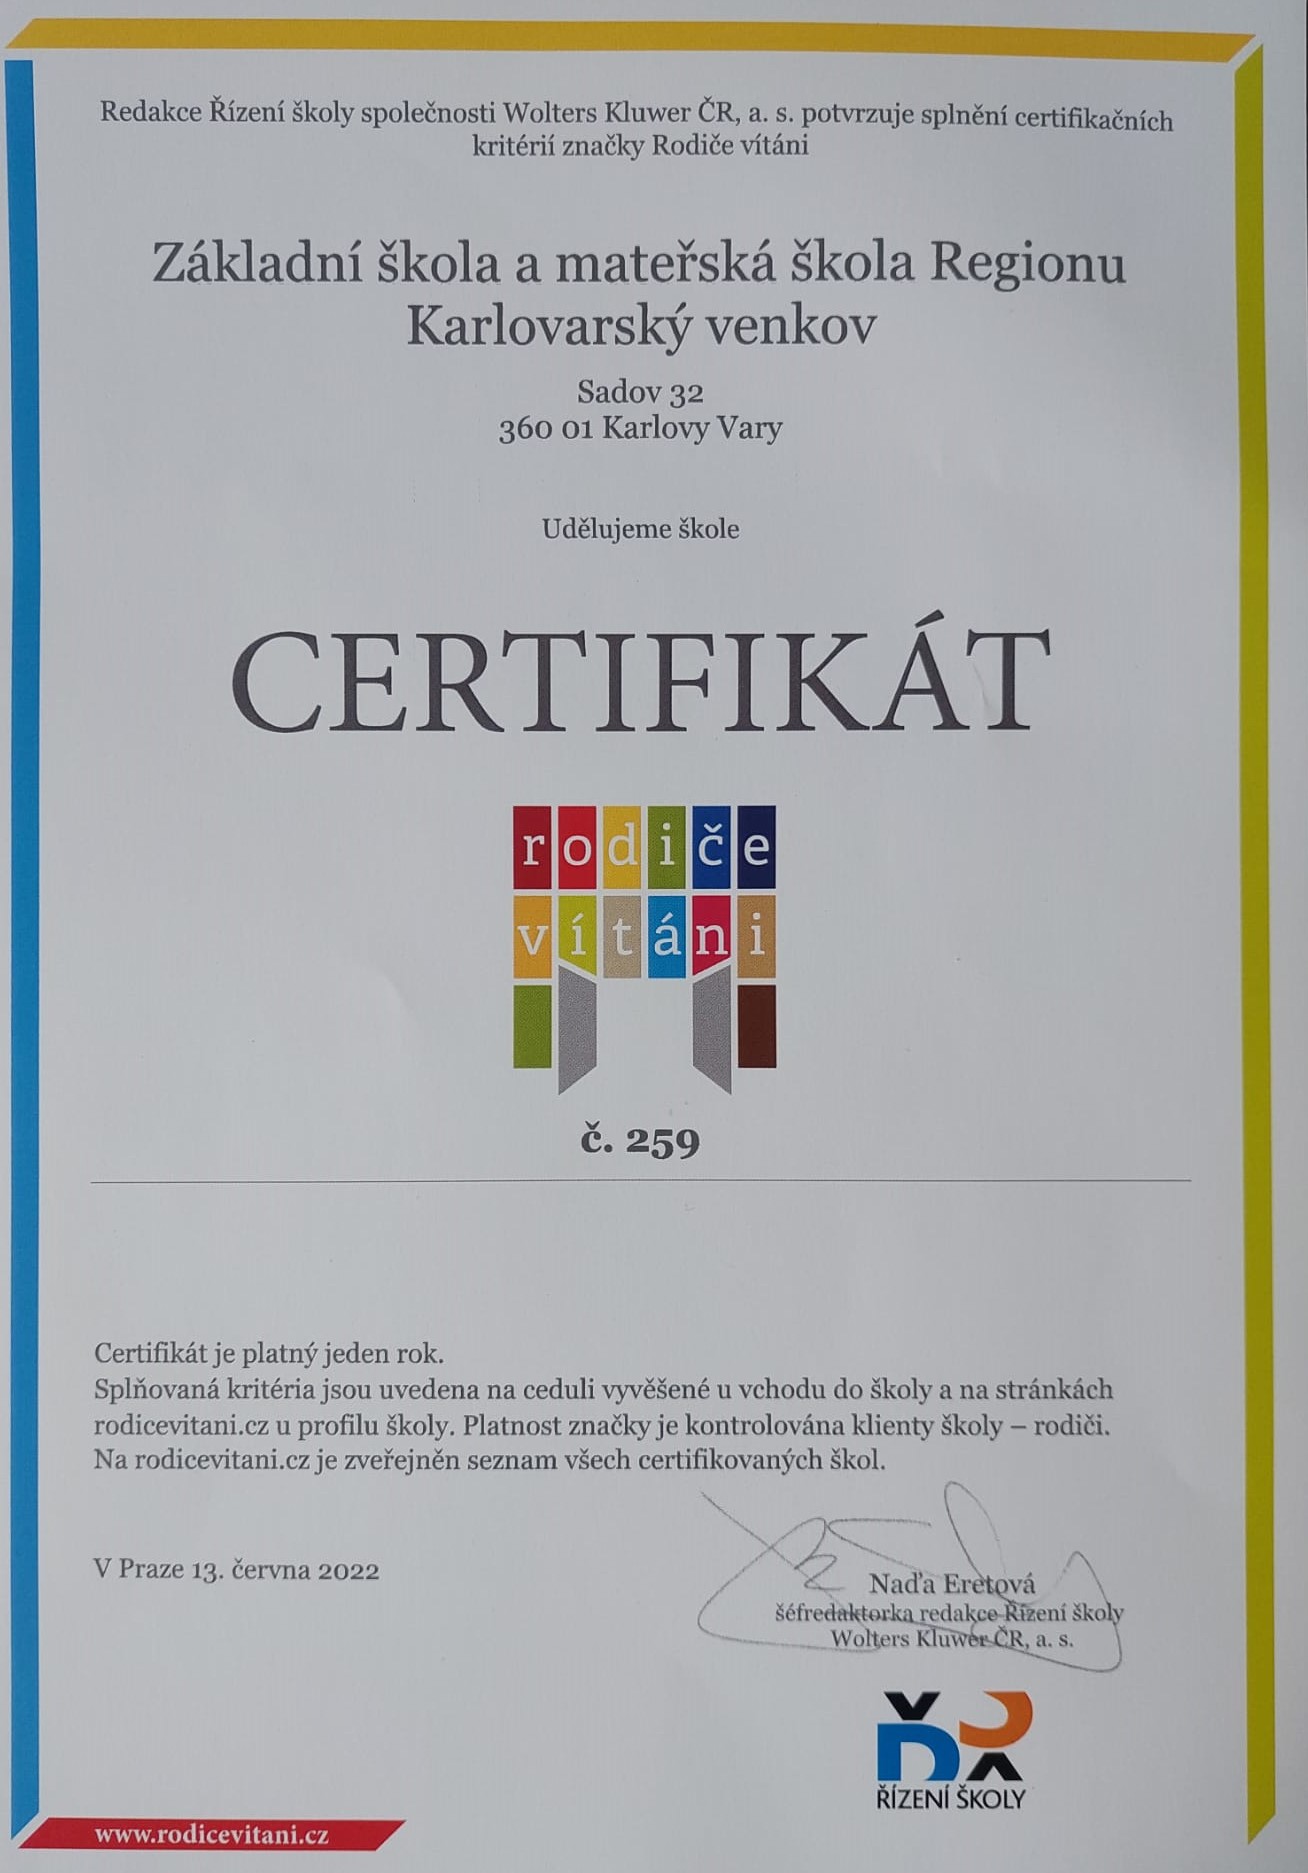 Redakce Řízení školy společnosti Wolters Kluwer ČR, a. s. potvrzuje splnění certifikačních
kritérií značky Rodiče vítáni
Základní škola a mateřská škola Regionu
Karlovarský venkov
Sadov 32
360 01 Karlovy Vary
Udělujeme škole
CERTIFIKÁT
rodiče
vítáni
č. 259
Certifikát je platný jeden rok.
Splňovaná kritéria jsou uvedena na ceduli vyvěšené u vchodu do školy a na stránkách
rodicevitani.cz u profilu školy. Platnost značky je kontrolována klienty školy – rodiči.
Na rodicevitani.cz je zveřejněn seznam všech certifikovaných škol.
V Praze 13. června 2022
Naďa Eretová
šéfredaktorka redakce Řízení školy
Wolters Kluwer ČR, a. s.
ŘÍZENÍ ŠKOLY
www.rodicevitani.cz